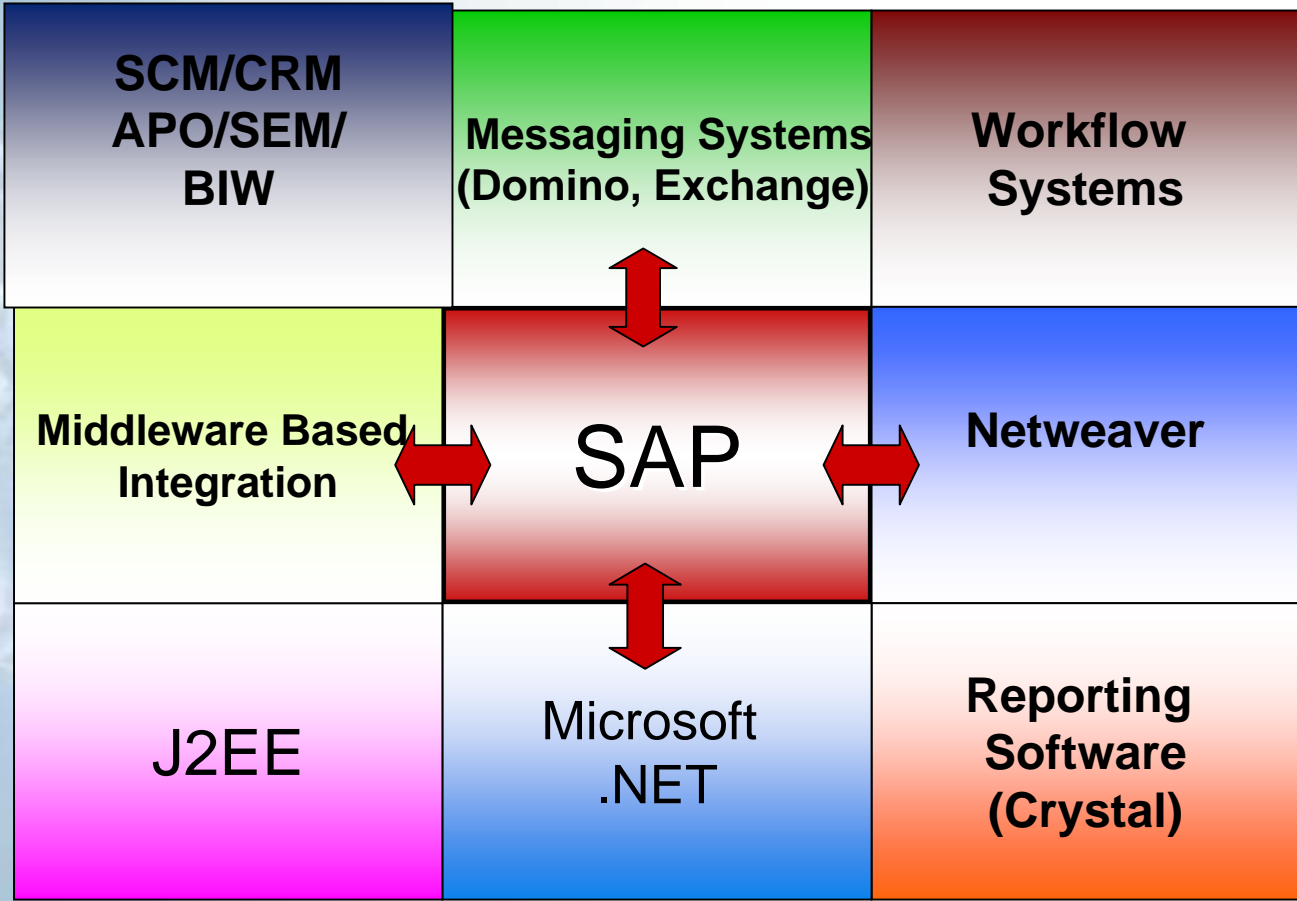 SCM/CRM
APO/SEM/
BIW
Messaging Systems
(Domino, Exchange)
Workflow
Systems
Middleware Based
Integration
SAP
Netweaver
J2EE
Microsoft
.NET
Reporting
Software
(Crystal)